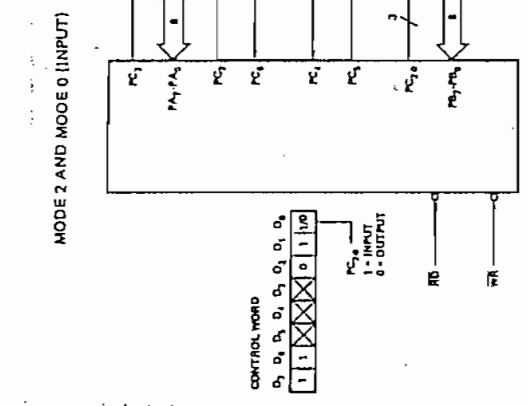 MODE 2 AND MODE 0 (INPUT)
CONTROL WORD
D7 D6 D5 D4 D3 D2 D1 D0
1 1 0 1 1/0
PC2-0
1 = INPUT
0 = OUTPUT
RD
WR
PC3
PA7-PA0
8
PC7
PC6
PC4
PC5
PC2-0
3
PB7-PB0
8